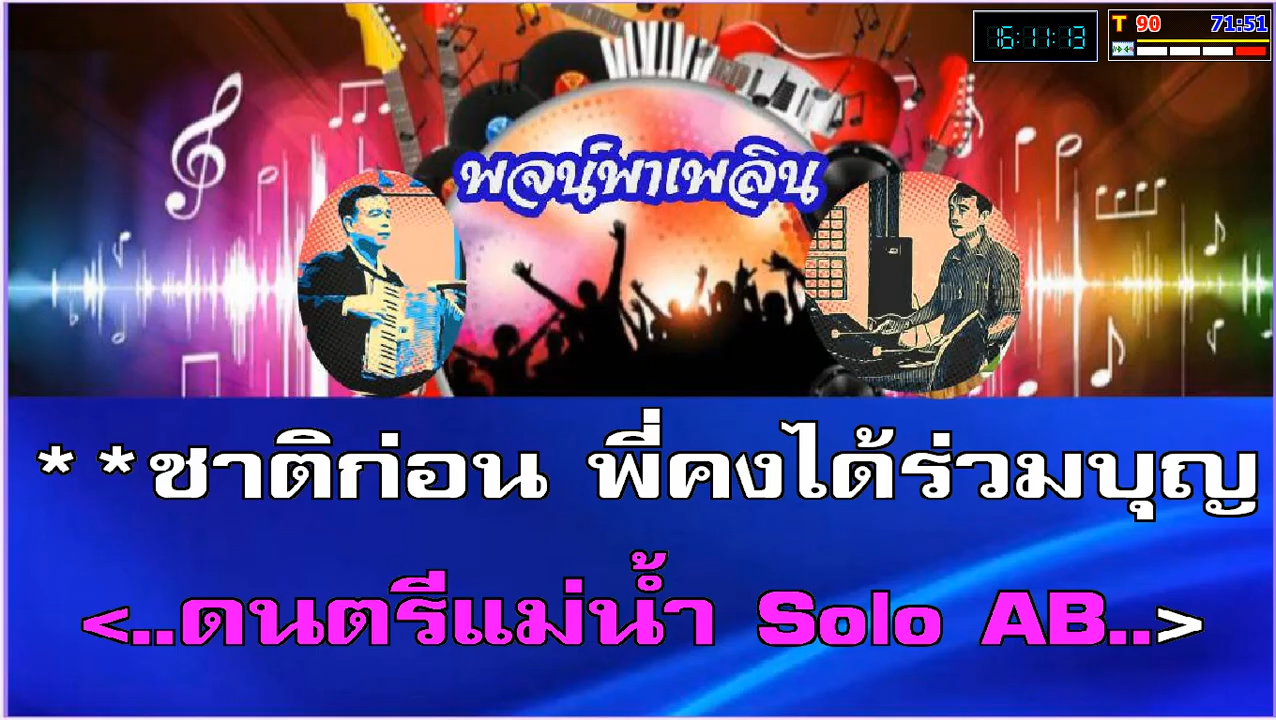 16:11:13
T 90 71:51
พจน์พาเพลิน
* *ชาติก่อน พี่คงได้ร่วมบุญ
<..ดนตรีแม่น้ำ Solo AB..>